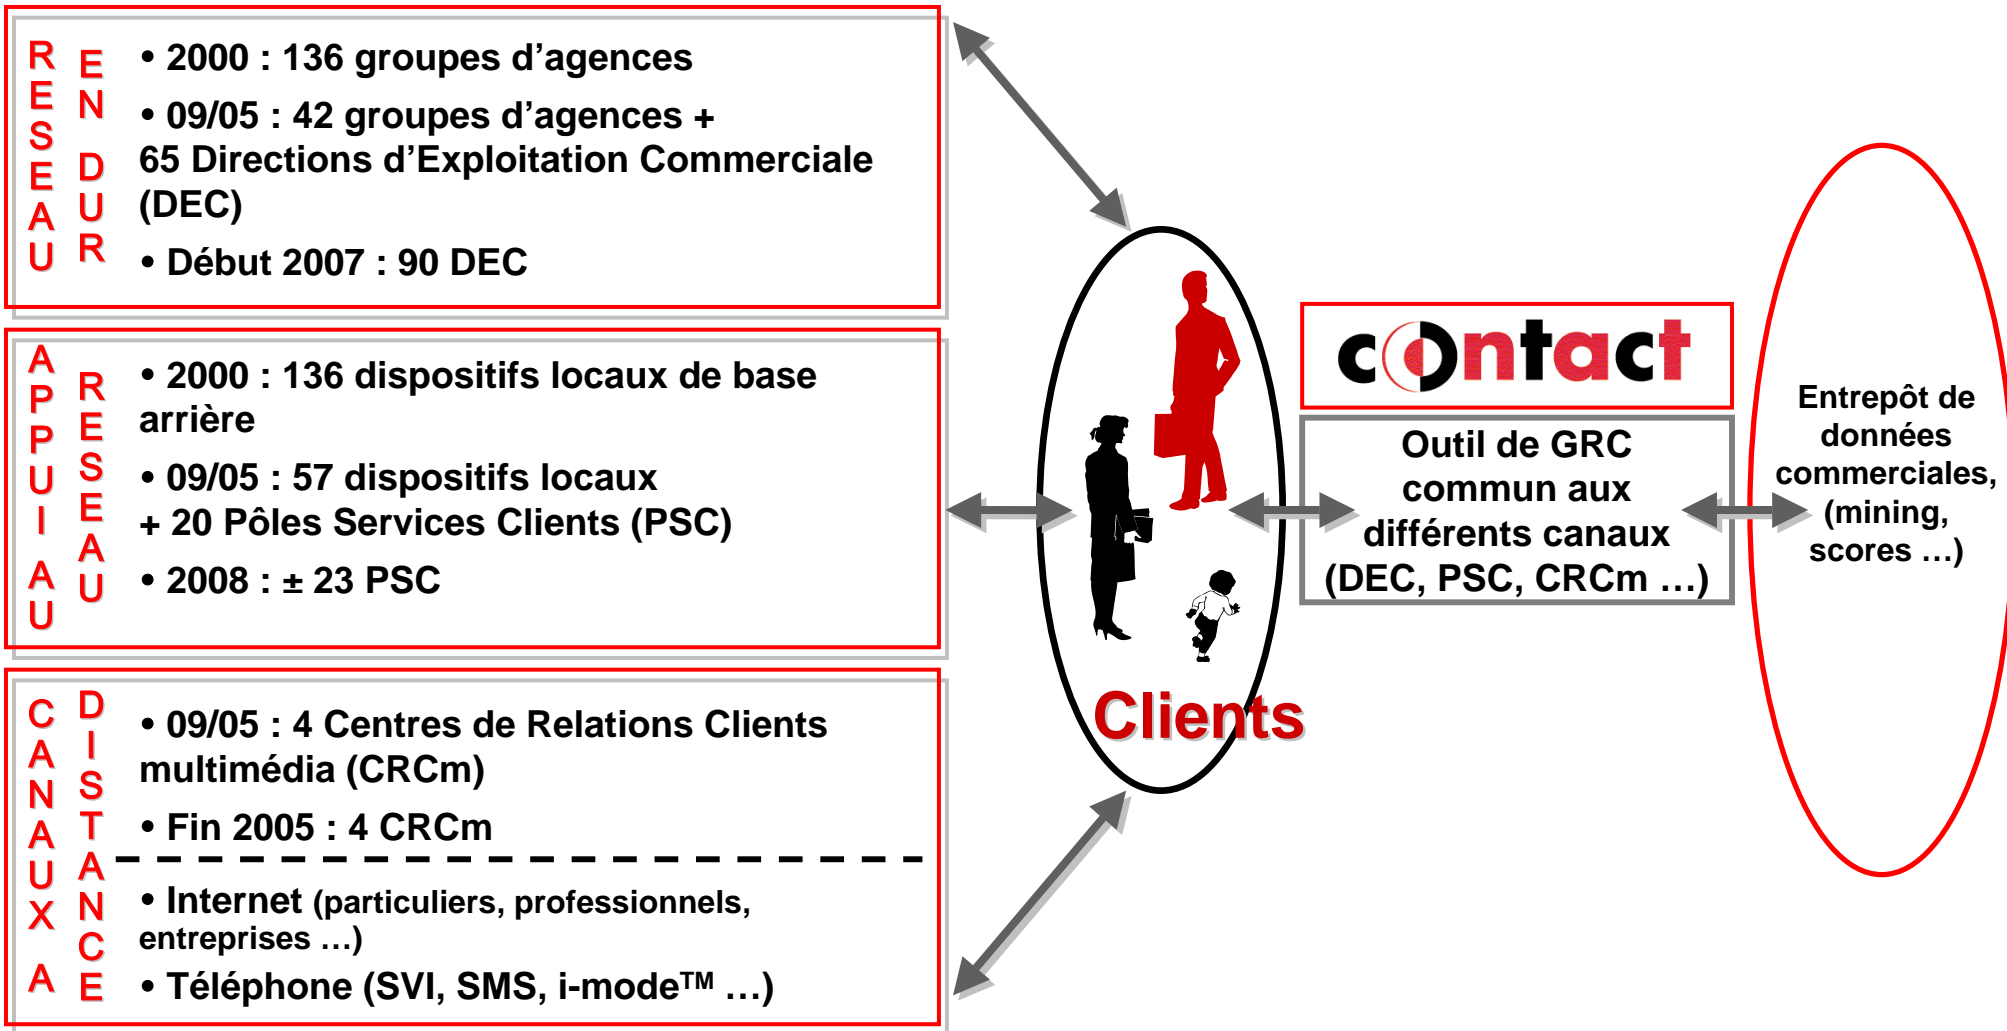 RESEAU
EN DUR
• 2000 : 136 groupes d’agences
• 09/05 : 42 groupes d’agences +
65 Directions d’Exploitation Commerciale
(DEC)
• Début 2007 : 90 DEC
APPUI AU
RESEAU
• 2000 : 136 dispositifs locaux de base
arrière
• 09/05 : 57 dispositifs locaux
+ 20 Pôles Services Clients (PSC)
• 2008 : ± 23 PSC
CANAUX A
DISTANCE
• 09/05 : 4 Centres de Relations Clients
multimédia (CRCm)
• Fin 2005 : 4 CRCm
• Internet (particuliers, professionnels,
entreprises …)
• Téléphone (SVI, SMS, i-mode™ …)
Clients
contact
Outil de GRC
commun aux
différents canaux
(DEC, PSC, CRCm …)
Entrepôt de
données
commerciales,
(mining,
scores …)